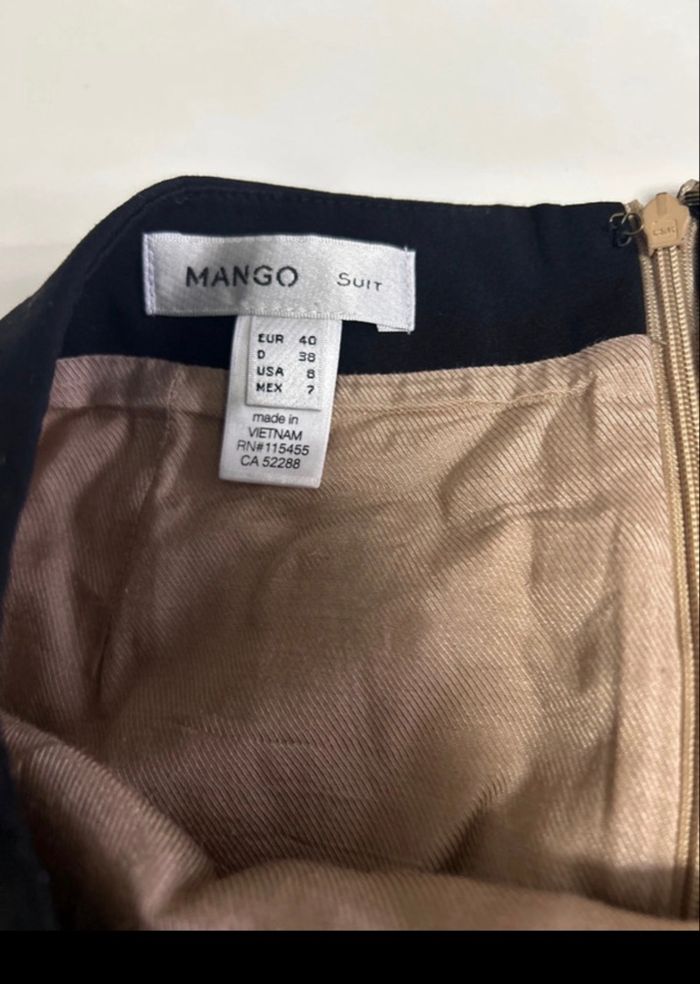 MANGO SUIT
EUR 40
D 38
USA 8
MEX 7
made in
VIETNAM
RN#115455
CA 52288